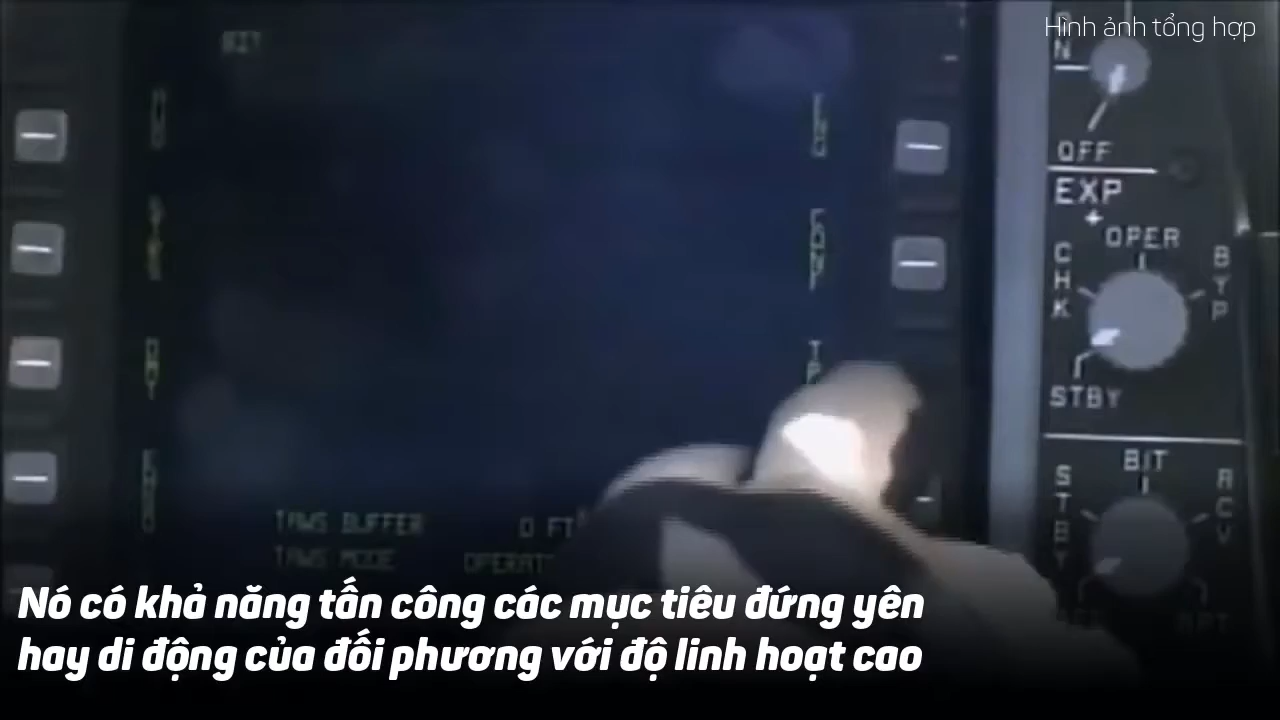 Hình ảnh tổng hợp
BIT
OFF
EXP
OPER
CHK
BYP
STBY
BIT
STBY
RCV
TAWS BUFFER 0 FT
TAWS MODE
Nó có khả năng tấn công các mục tiêu đứng yên
hay di động của đối phương với độ linh hoạt cao